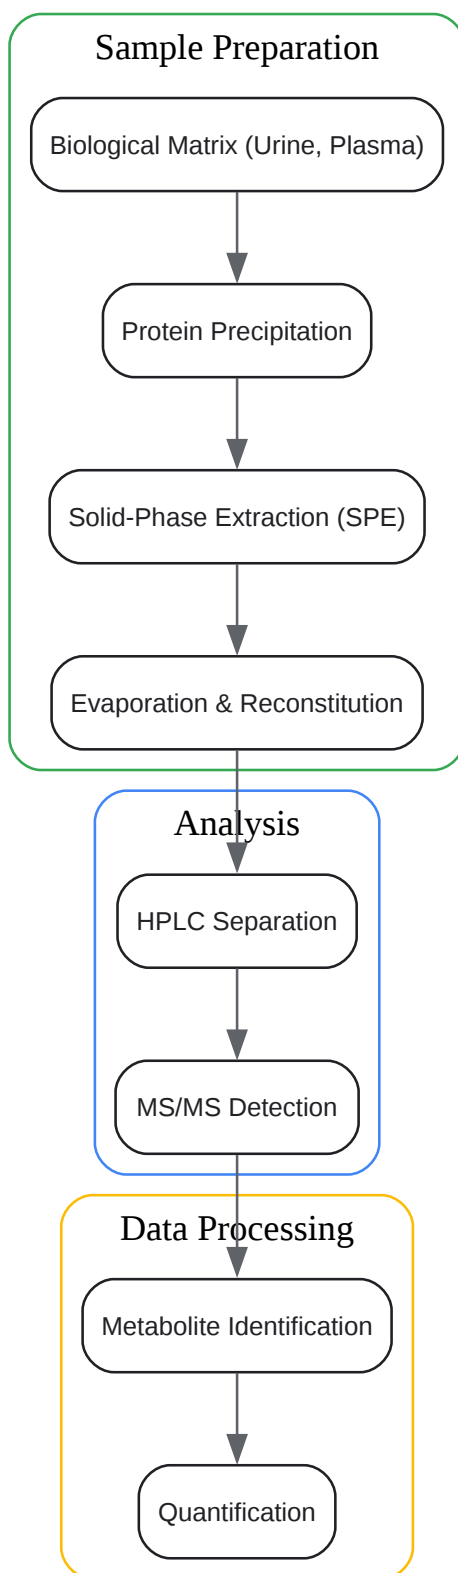 Sample Preparation
Biological Matrix (Urine, Plasma)
Protein Precipitation
Solid-Phase Extraction (SPE)
Evaporation & Reconstitution
Analysis
HPLC Separation
MS/MS Detection
Data Processing
Metabolite Identification
Quantification